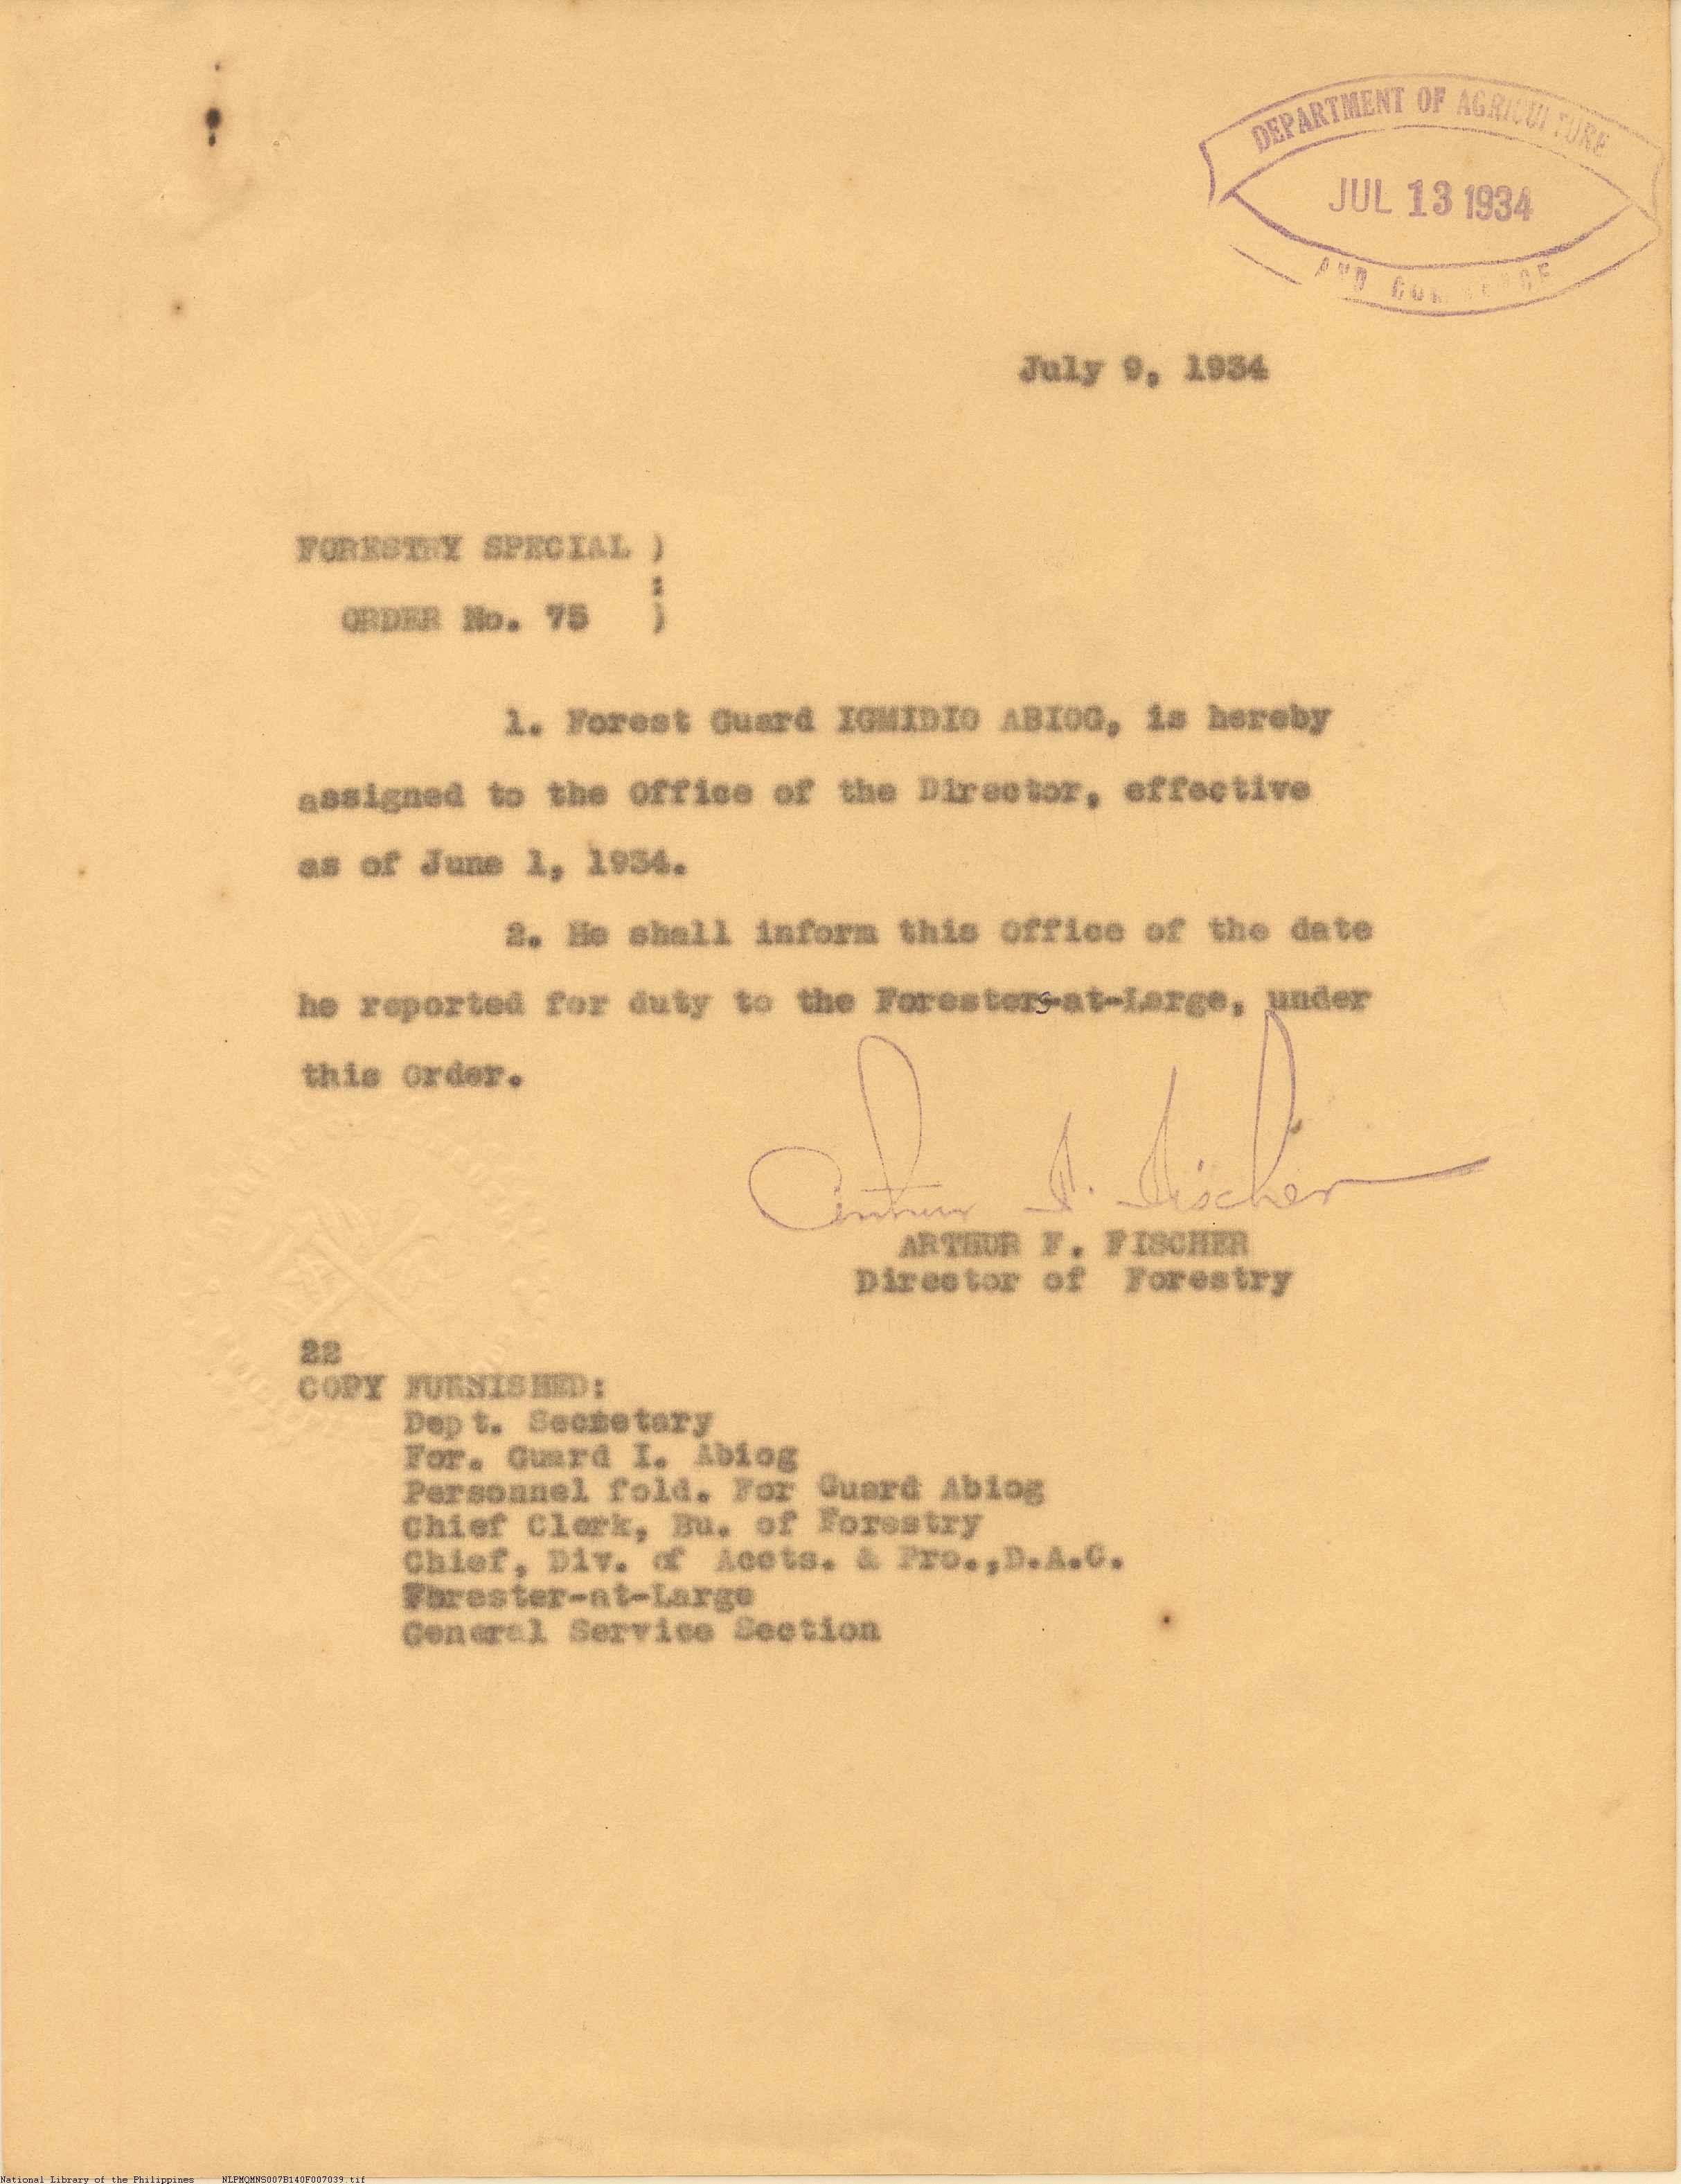 DEPARTMENT OF AGRICULTURE
JUL 13 1934
AND COMMERCE
July 9, 1934
FORESTRY SPECIAL )
:
ORDER No. 75 )
1. Forest Guard IGMIDIO ABIOG, is hereby
assigned to the Office of the Director, effective
as of June 1, 1934.
2. He shall inform this Office of the date
he reported for duty to the Foresters-at-Large, under
this Order.
Arthur F. Fischer
ARTHUR F. FISCHER
Director of Forestry
22
COPY FURNISHED:
Dept. Secretary
For. Guard I. Abiog
Personnel fold. For Guard Abiog
Chief Clerk, Bu. of Forestry
Chief, Div. of Accts. & Pro.,D.A.C.
Forester-at-Large
General Service Section
National Library of the Philippines NLPMQMNS007B140F007039.tif